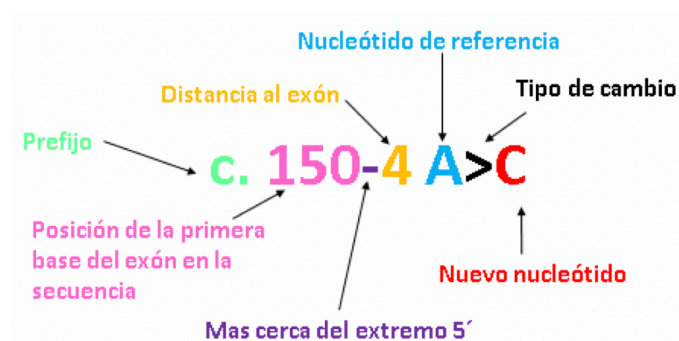 Nucleótido de referencia
Distancia al exón
Tipo de cambio
Prefijo
c. 150-4 A>C
Posición de la primera
base del exón en la
secuencia
Nuevo nucleótido
Mas cerca del extremo 5´